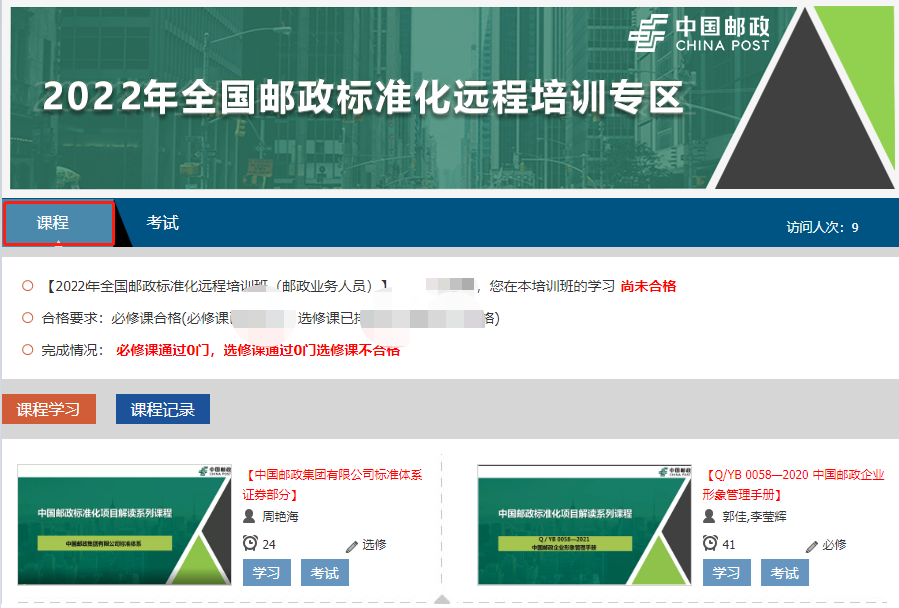 中国邮政
CHINA POST
2022年全国邮政标准化远程培训专区
课程
考试
访问人次：9
【2022年全国邮政标准化远程培训班（邮政业务人员）】
，您在本培训班的学习 尚未合格
合格要求：必修课合格(必修课
选修课已
格)
完成情况： 必修课通过0门，选修课通过0门选修课不合格
课程学习
课程记录
中国邮政
CHINA POST
中国邮政标准化项目解读系列课程
中国邮政集团有限公司标准体系
【中国邮政集团有限公司标准体系
证券部分】
周艳海
24
选修
学习
考试
中国邮政
CHINA POST
中国邮政标准化项目解读系列课程
Q / YB 0058—2021
中国邮政企业形象管理手册
【Q/YB 0058—2020 中国邮政企业
形象管理手册】
郭佳,李莹辉
41
必修
学习
考试